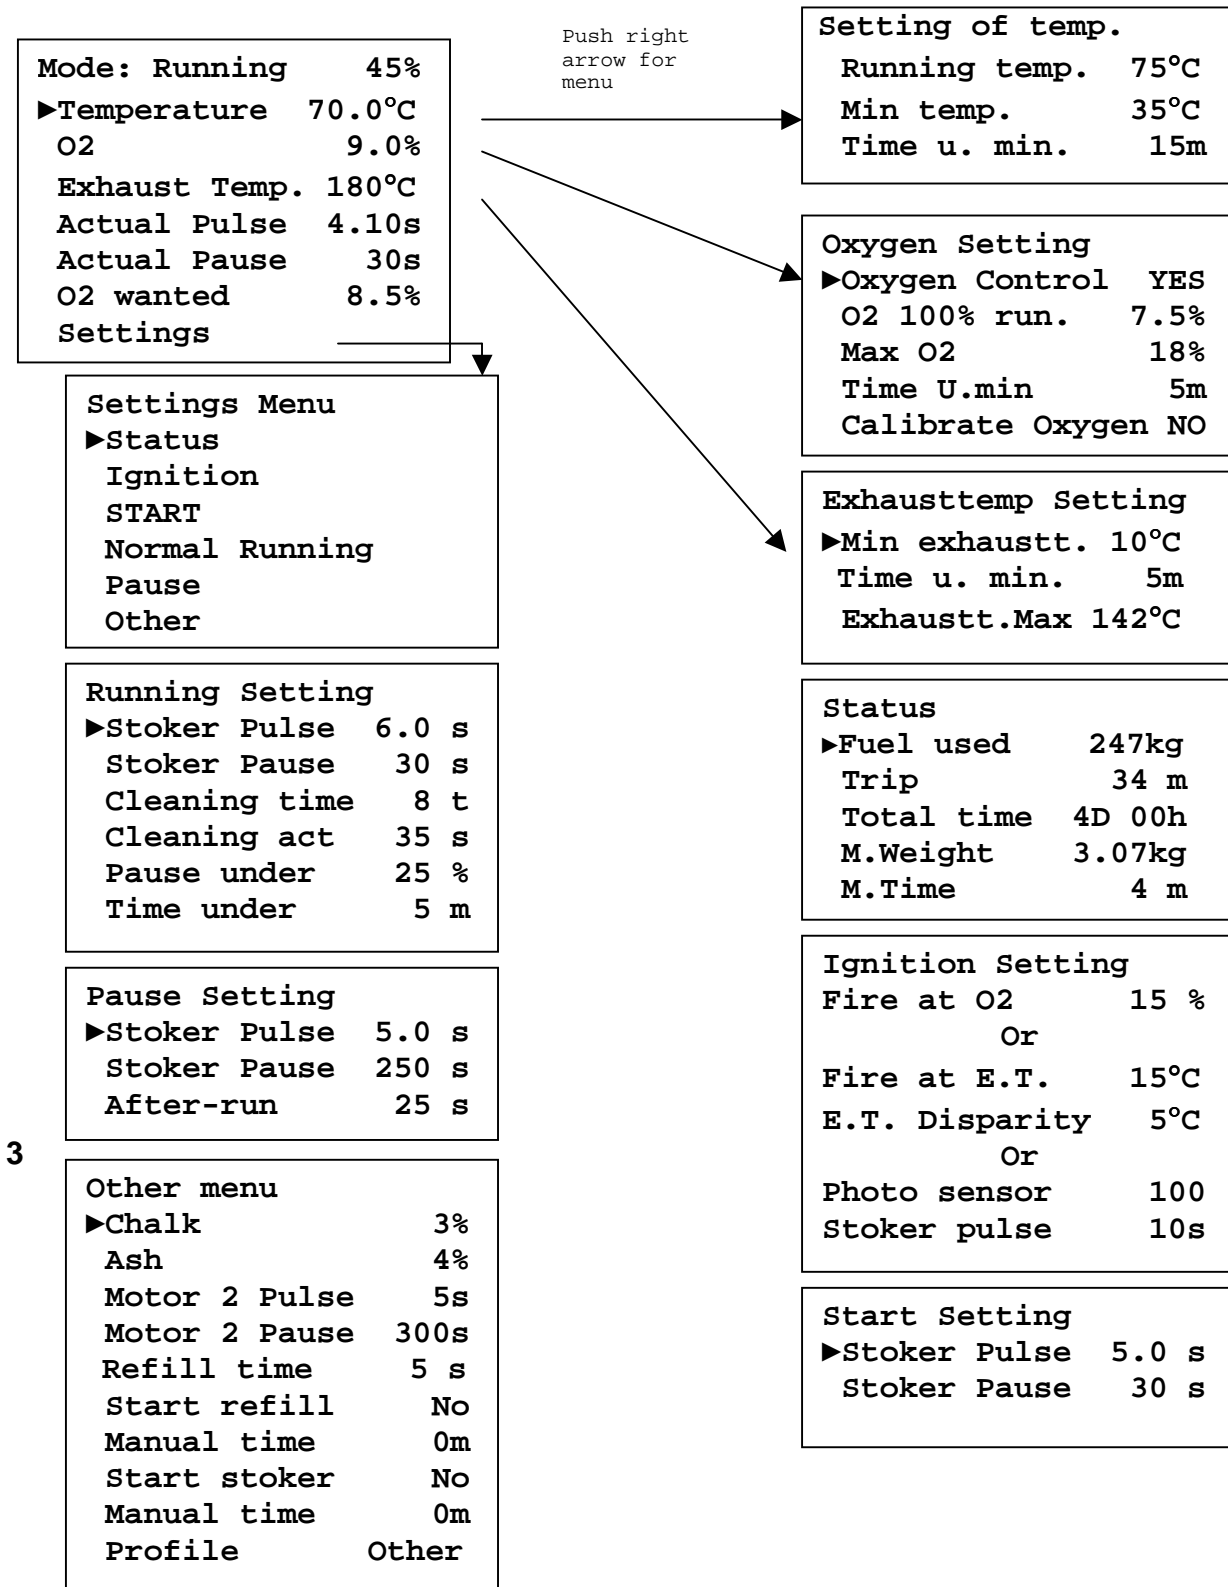 Mode: Running 45%
►Temperature 70.0°C
O2 9.0%
Exhaust Temp. 180°C
Actual Pulse 4.10s
Actual Pause 30s
O2 wanted 8.5%
Settings
Push right
arrow for
menu
Setting of temp.
Running temp. 75°C
Min temp. 35°C
Time u. min. 15m
Oxygen Setting
►Oxygen Control YES
O2 100% run. 7.5%
Max O2 18%
Time U.min 5m
Calibrate Oxygen NO
Settings Menu
►Status
Ignition
START
Normal Running
Pause
Other
Exhausttemp Setting
►Min exhaustt. 10°C
Time u. min. 5m
Exhaustt.Max 142°C
Running Setting
►Stoker Pulse 6.0 s
Stoker Pause 30 s
Cleaning time 8 t
Cleaning act 35 s
Pause under 25 %
Time under 5 m
Status
►Fuel used 247kg
Trip 34 m
Total time 4D 00h
M.Weight 3.07kg
M.Time 4 m
Pause Setting
►Stoker Pulse 5.0 s
Stoker Pause 250 s
After-run 25 s
Ignition Setting
Fire at O2 15 %
Or
Fire at E.T. 15°C
E.T. Disparity 5°C
Or
Photo sensor 100
Stoker pulse 10s
3
Other menu
►Chalk 3%
Ash 4%
Motor 2 Pulse 5s
Motor 2 Pause 300s
Refill time 5 s
Start refill No
Manual time 0m
Start stoker No
Manual time 0m
Profile Other
Start Setting
►Stoker Pulse 5.0 s
Stoker Pause 30 s